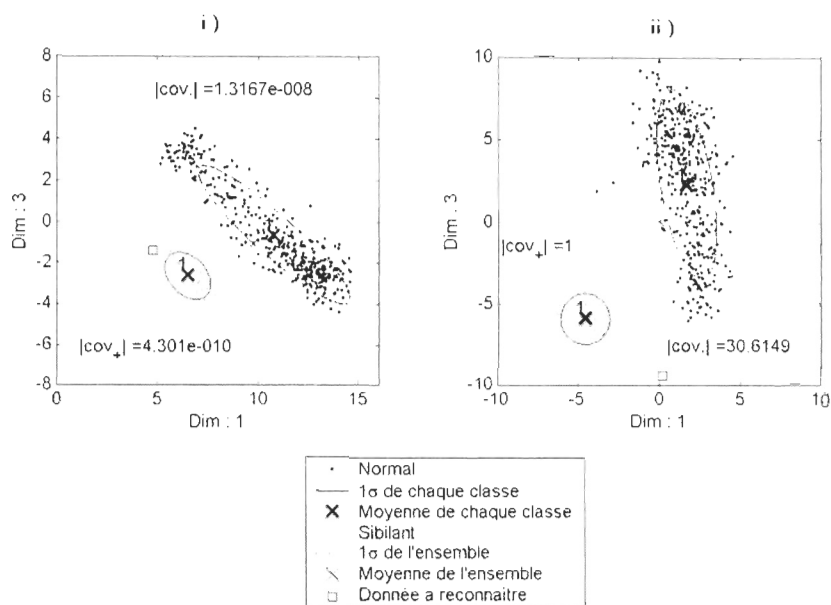 i )
ii )
|cov.| =1.3167e-008
|cov₊| =4.301e-010
Dim : 3
8
6
4
2
0
-2
-4
-6
-8
0
5
10
15
Dim : 1
1
|cov₊| =1
|cov.| =30.6149
Dim : 3
10
5
0
-5
-10
-10
-5
0
5
10
Dim : 1
1
Normal
1σ de chaque classe
Moyenne de chaque classe
Sibilant
1σ de l'ensemble
Moyenne de l'ensemble
Donnée a reconnaitre